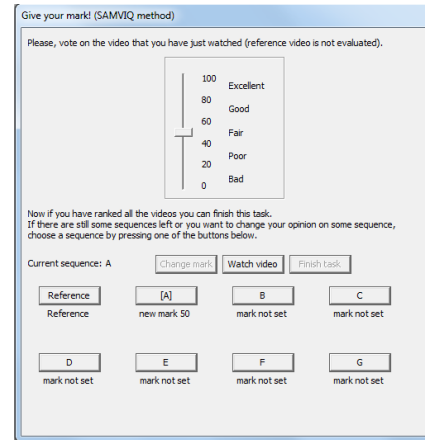 Give your mark! (SAMVIQ method)
Please, vote on the video that you have just watched (reference video is not evaluated).
100
Excellent
80
Good
60
Fair
40
Poor
20
Bad
0
Now if you have ranked all the videos you can finish this task.
If there are still some sequences left or you want to change your opinion on some sequence,
choose a sequence by pressing one of the buttons below.
Current sequence: A Change mark Watch video Finish task
Reference [A] B C
Reference new mark 50 mark not set mark not set
D E F G
mark not set mark not set mark not set mark not set